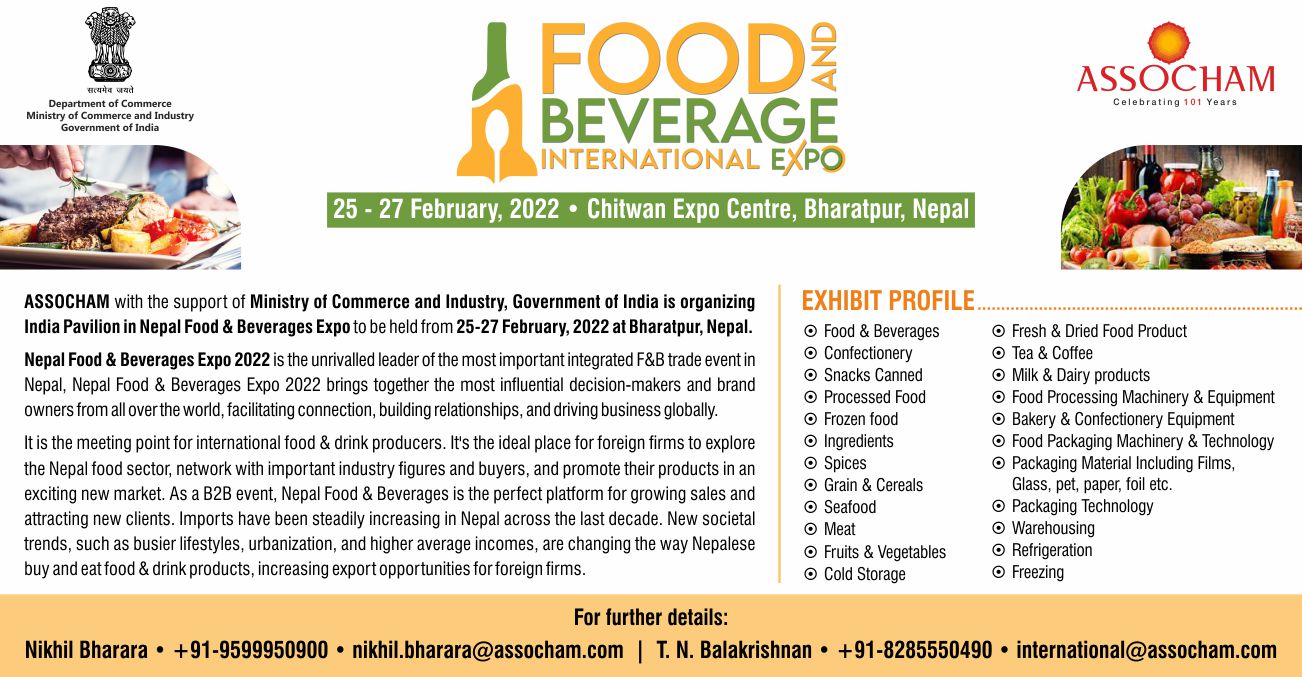 सत्यमेव जयते
Department of Commerce
Ministry of Commerce and Industry
Government of India
FOOD AND
BEVERAGE
INTERNATIONAL EXPO
ASSOCHAM
Celebrating 101 Years
25 - 27 February, 2022 • Chitwan Expo Centre, Bharatpur, Nepal
ASSOCHAM with the support of Ministry of Commerce and Industry, Government of India is organizing
India Pavilion in Nepal Food & Beverages Expo to be held from 25-27 February, 2022 at Bharatpur, Nepal.
Nepal Food & Beverages Expo 2022 is the unrivalled leader of the most important integrated F&B trade event in
Nepal, Nepal Food & Beverages Expo 2022 brings together the most influential decision-makers and brand
owners from all over the world, facilitating connection, building relationships, and driving business globally.
It is the meeting point for international food & drink producers. It's the ideal place for foreign firms to explore
the Nepal food sector, network with important industry figures and buyers, and promote their products in an
exciting new market. As a B2B event, Nepal Food & Beverages is the perfect platform for growing sales and
attracting new clients. Imports have been steadily increasing in Nepal across the last decade. New societal
trends, such as busier lifestyles, urbanization, and higher average incomes, are changing the way Nepalese
buy and eat food & drink products, increasing export opportunities for foreign firms.
EXHIBIT PROFILE
Food & Beverages
Confectionery
Snacks Canned
Processed Food
Frozen food
Ingredients
Spices
Grain & Cereals
Seafood
Meat
Fruits & Vegetables
Cold Storage
Fresh & Dried Food Product
Tea & Coffee
Milk & Dairy products
Food Processing Machinery & Equipment
Bakery & Confectionery Equipment
Food Packaging Machinery & Technology
Packaging Material Including Films,
Glass, pet, paper, foil etc.
Packaging Technology
Warehousing
Refrigeration
Freezing
For further details:
Nikhil Bharara • +91-9599950900 • nikhil.bharara@assocham.com | T. N. Balakrishnan • +91-8285550490 • international@assocham.com